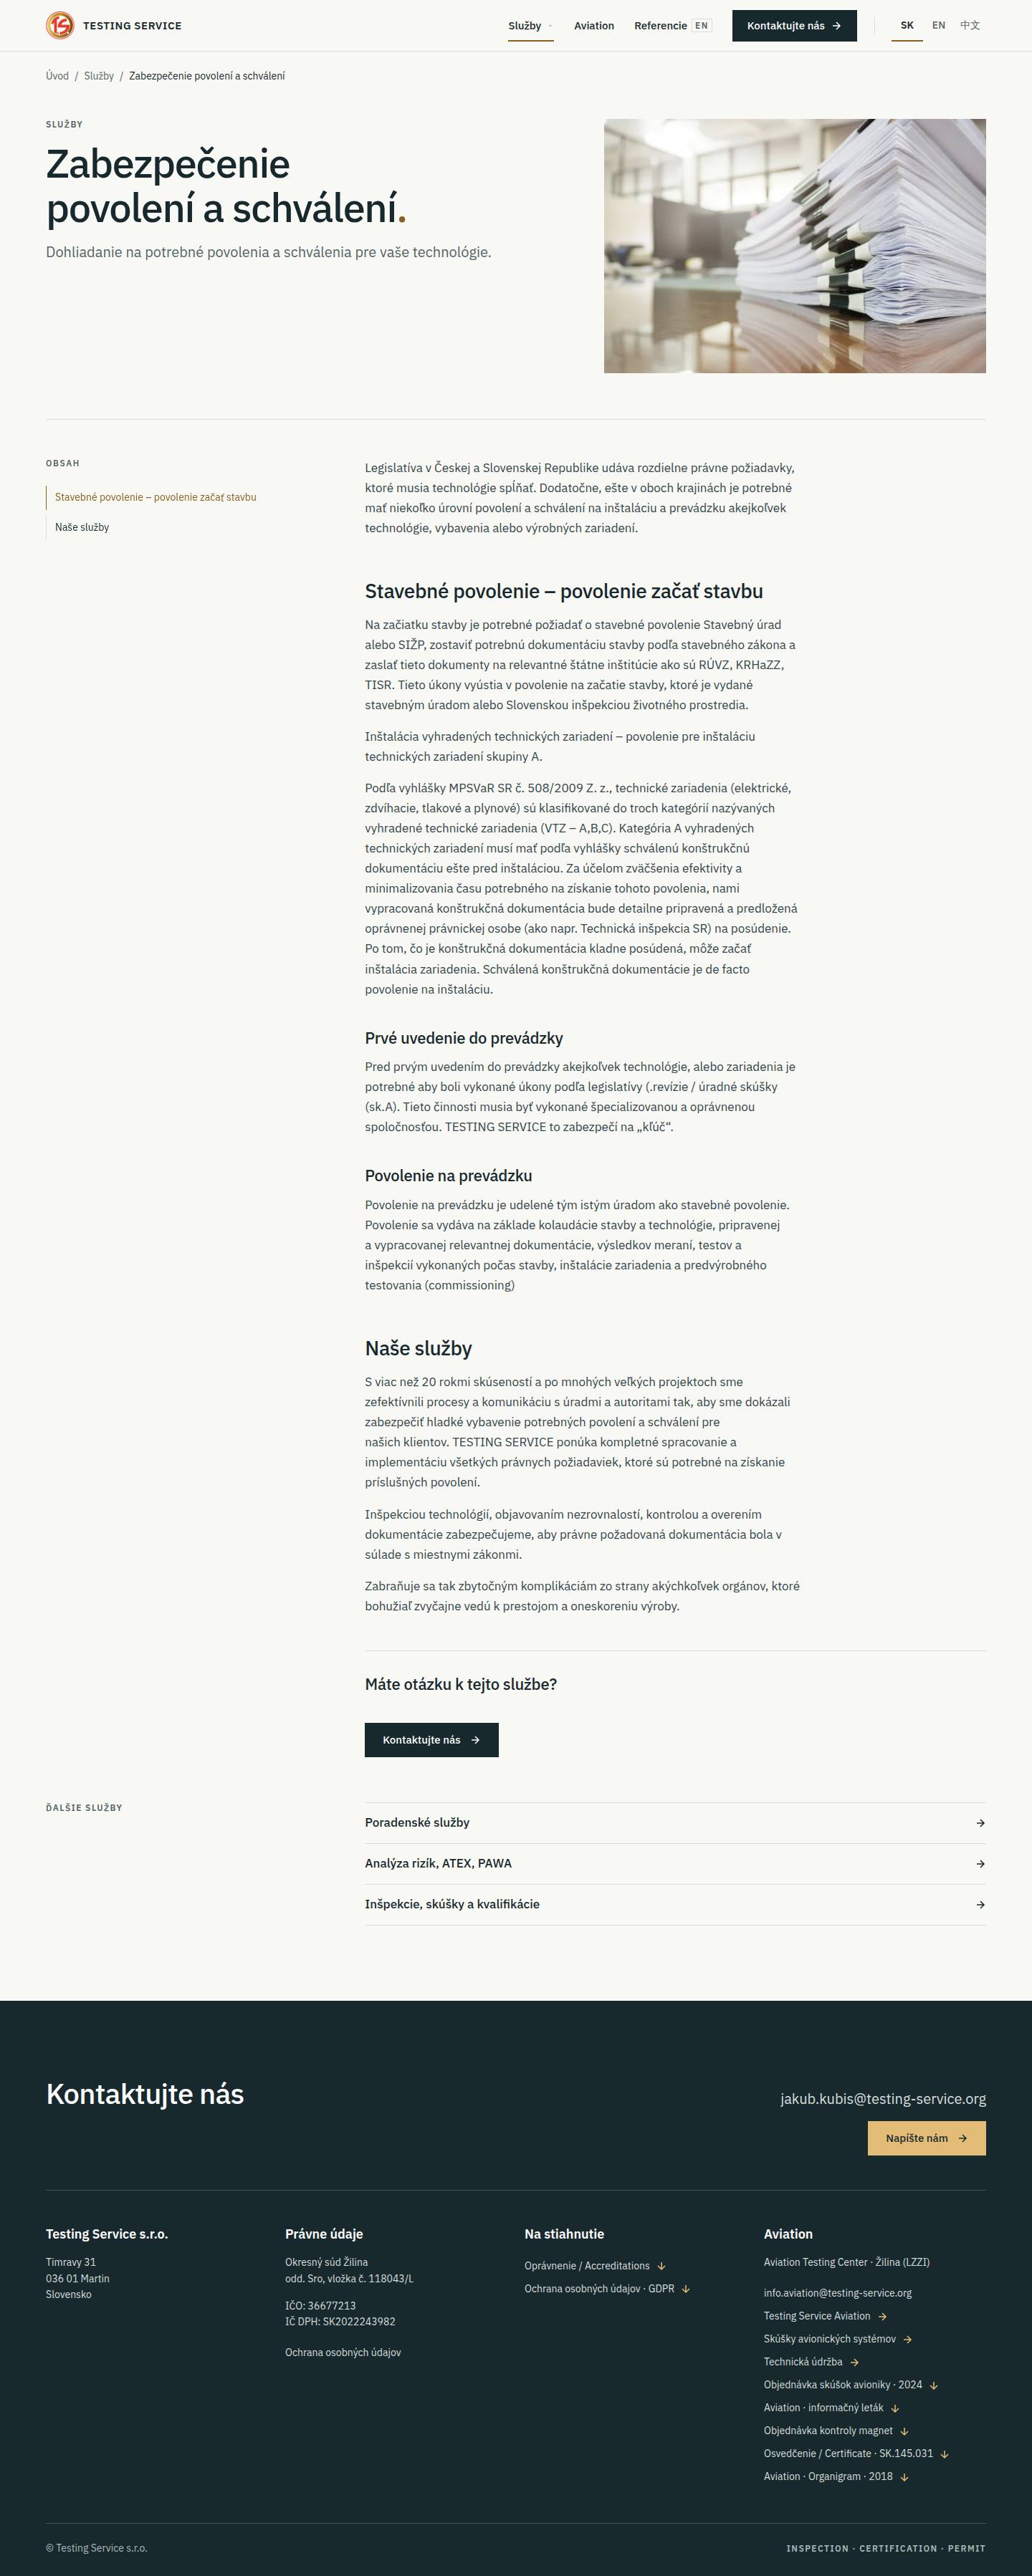 TESTING SERVICE
Služby
Aviation
Referencie EN
Kontaktujte nás →
SK EN 中文
Úvod / Služby / Zabezpečenie povolení a schválení
SLUŽBY
Zabezpečenie
povolení a schválení.
Dohliadanie na potrebné povolenia a schválenia pre vaše technológie.
OBSAH
Stavebné povolenie – povolenie začať stavbu
Naše služby
Legislatíva v Českej a Slovenskej Republike udáva rozdielne právne požiadavky,
ktoré musia technológie spĺňať. Dodatočne, ešte v oboch krajinách je potrebné
mať niekoľko úrovní povolení a schválení na inštaláciu a prevádzku akejkoľvek
technológie, vybavenia alebo výrobných zariadení.
Stavebné povolenie – povolenie začať stavbu
Na začiatku stavby je potrebné požiadať o stavebné povolenie Stavebný úrad
alebo SIŽP, zostaviť potrebnú dokumentáciu stavby podľa stavebného zákona a
zaslať tieto dokumenty na relevantné štátne inštitúcie ako sú RÚVZ, KRHaZZ,
TISR. Tieto úkony vyústia v povolenie na začatie stavby, ktoré je vydané
stavebným úradom alebo Slovenskou inšpekciou životného prostredia.
Inštalácia vyhradených technických zariadení – povolenie pre inštaláciu
technických zariadení skupiny A.
Podľa vyhlášky MPSVaR SR č. 508/2009 Z. z., technické zariadenia (elektrické,
zdvíhacie, tlakové a plynové) sú klasifikované do troch kategórií nazývaných
vyhradené technické zariadenia (VTZ – A,B,C). Kategória A vyhradených
technických zariadení musí mať podľa vyhlášky schválenú konštrukčnú
dokumentáciu ešte pred inštaláciou. Za účelom zväčšenia efektivity a
minimalizovania času potrebného na získanie tohoto povolenia, nami
vypracovaná konštrukčná dokumentácia bude detailne pripravená a predložená
oprávnenej právnickej osobe (ako napr. Technická inšpekcia SR) na posúdenie.
Po tom, čo je konštrukčná dokumentácia kladne posúdená, môže začať
inštalácia zariadenia. Schválená konštrukčná dokumentácie je de facto
povolenie na inštaláciu.
Prvé uvedenie do prevádzky
Pred prvým uvedením do prevádzky akejkoľvek technológie, alebo zariadenia je
potrebné aby boli vykonané úkony podľa legislatívy (.revízie / úradné skúšky
(sk.A). Tieto činnosti musia byť vykonané špecializovanou a oprávnenou
spoločnosťou. TESTING SERVICE to zabezpečí na „kľúč“.
Povolenie na prevádzku
Povolenie na prevádzku je udelené tým istým úradom ako stavebné povolenie.
Povolenie sa vydáva na základe kolaudácie stavby a technológie, pripravenej
a vypracovanej relevantnej dokumentácie, výsledkov meraní, testov a
inšpekcií vykonaných počas stavby, inštalácie zariadenia a predvýrobného
testovania (commissioning)
Naše služby
S viac než 20 rokmi skúseností a po mnohých veľkých projektoch sme
zefektívnili procesy a komunikáciu s úradmi a autoritami tak, aby sme dokázali
zabezpečiť hladké vybavenie potrebných povolení a schválení pre
našich klientov. TESTING SERVICE ponúka kompletné spracovanie a
implementáciu všetkých právnych požiadaviek, ktoré sú potrebné na získanie
príslušných povolení.
Inšpekciou technológií, objavovaním nezrovnalostí, kontrolou a overením
dokumentácie zabezpečujeme, aby právne požadovaná dokumentácia bola v
súlade s miestnymi zákonmi.
Zabraňuje sa tak zbytočným komplikáciám zo strany akýchkoľvek orgánov, ktoré
bohužiaľ zvyčajne vedú k prestojom a oneskoreniu výroby.
Máte otázku k tejto službe?
Kontaktujte nás →
ĎALŠIE SLUŽBY
Poradenské služby →
Analýza rizík, ATEX, PAWA →
Inšpekcie, skúšky a kvalifikácie →
Kontaktujte nás
jakub.kubis@testing-service.org
Napíšte nám →
Testing Service s.r.o.
Timravy 31
036 01 Martin
Slovensko
Právne údaje
Okresný súd Žilina
odd. Sro, vložka č. 118043/L
IČO: 36677213
IČ DPH: SK2022243982
Ochrana osobných údajov
Na stiahnutie
Oprávnenie / Accreditations ↓
Ochrana osobných údajov · GDPR ↓
Aviation
Aviation Testing Center · Žilina (LZZI)
info.aviation@testing-service.org
Testing Service Aviation →
Skúšky avionických systémov →
Technická údržba →
Objednávka skúšok avioniky · 2024 ↓
Aviation · informačný leták ↓
Objednávka kontroly magnet ↓
Osvedčenie / Certificate · SK.145.031 ↓
Aviation · Organigram · 2018 ↓
© Testing Service s.r.o.
INSPECTION · CERTIFICATION · PERMIT